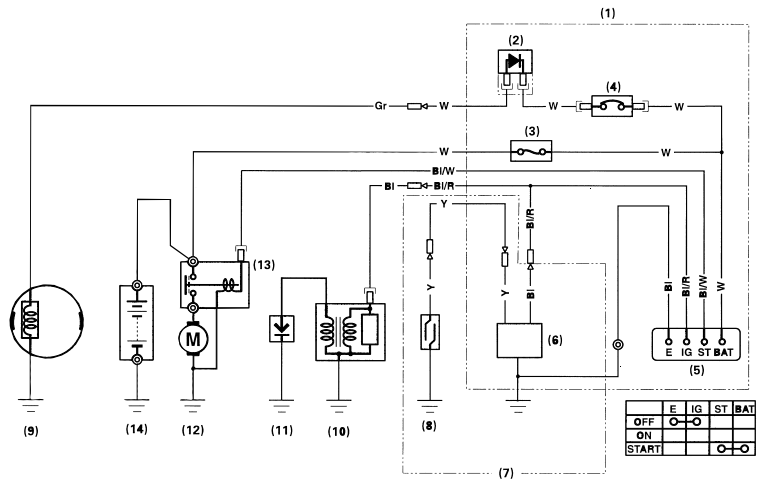 (1)
(2)
(4)
Gr W W W
(3)
W W
Bl/W
Bl Bl/R
Y Bl/R
(13)
Y Y Bl Bl Bl/R Bl/W W
M
(6)
E IG ST BAT
(5)
(9) (14) (12) (11) (10) (8)
(7)
E IG ST BAT
OFF
ON
START